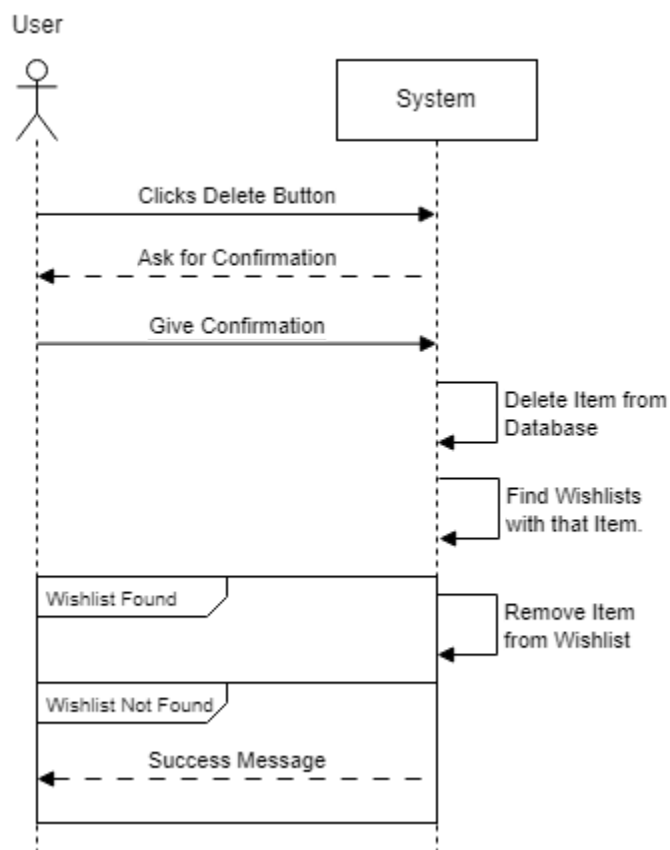 User
System
Clicks Delete Button
Ask for Confirmation
Give Confirmation
Delete Item from
Database
Find Wishlists
with that Item.
Wishlist Found
Remove Item
from Wishlist
Wishlist Not Found
Success Message